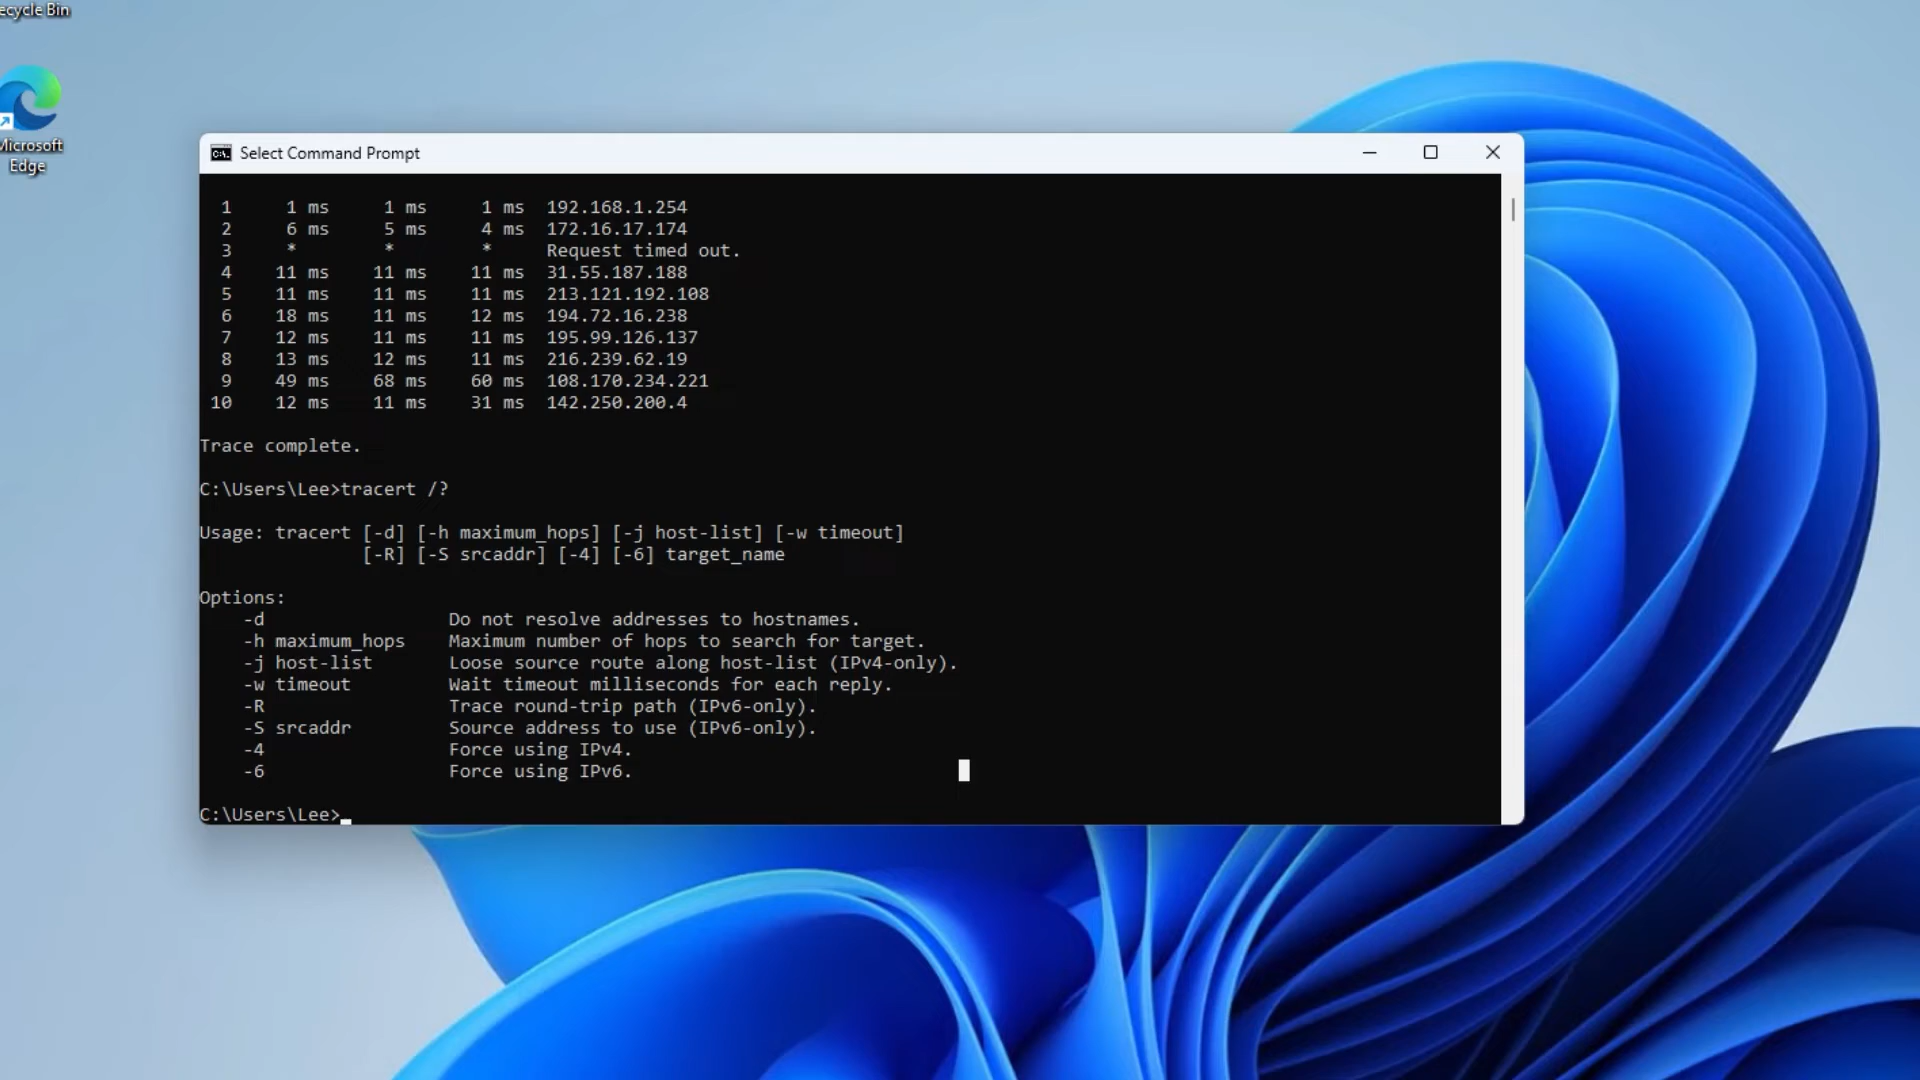 ecycle Bin
Microsoft
Edge
Select Command Prompt
1 1 ms 1 ms 1 ms 192.168.1.254
2 6 ms 5 ms 4 ms 172.16.17.174
3 * * * Request timed out.
4 11 ms 11 ms 11 ms 31.55.187.188
5 11 ms 11 ms 11 ms 213.121.192.108
6 18 ms 11 ms 12 ms 194.72.16.238
7 12 ms 11 ms 11 ms 195.99.126.137
8 13 ms 12 ms 11 ms 216.239.62.19
9 49 ms 68 ms 60 ms 108.170.234.221
10 12 ms 11 ms 31 ms 142.250.200.4
Trace complete.
C:\Users\Lee>tracert /?
Usage: tracert [-d] [-h maximum_hops] [-j host-list] [-w timeout]
[-R] [-S srcaddr] [-4] [-6] target_name
Options:
-d Do not resolve addresses to hostnames.
-h maximum_hops Maximum number of hops to search for target.
-j host-list Loose source route along host-list (IPv4-only).
-w timeout Wait timeout milliseconds for each reply.
-R Trace round-trip path (IPv6-only).
-S srcaddr Source address to use (IPv6-only).
-4 Force using IPv4.
-6 Force using IPv6.
C:\Users\Lee>